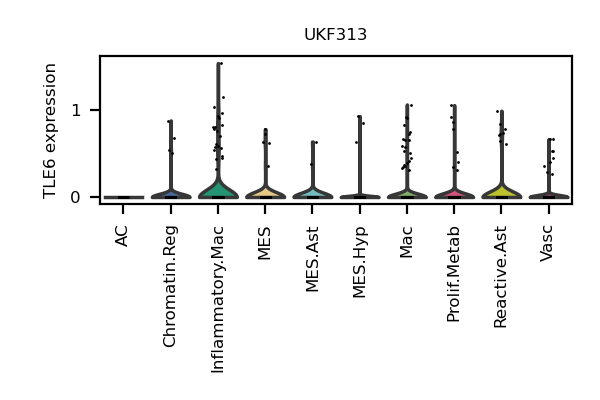 UKF313
TLE6 expression
1
0
AC
Chromatin.Reg
Inflammatory.Mac
MES
MES.Ast
MES.Hyp
Mac
Prolif.Metab
Reactive.Ast
Vasc